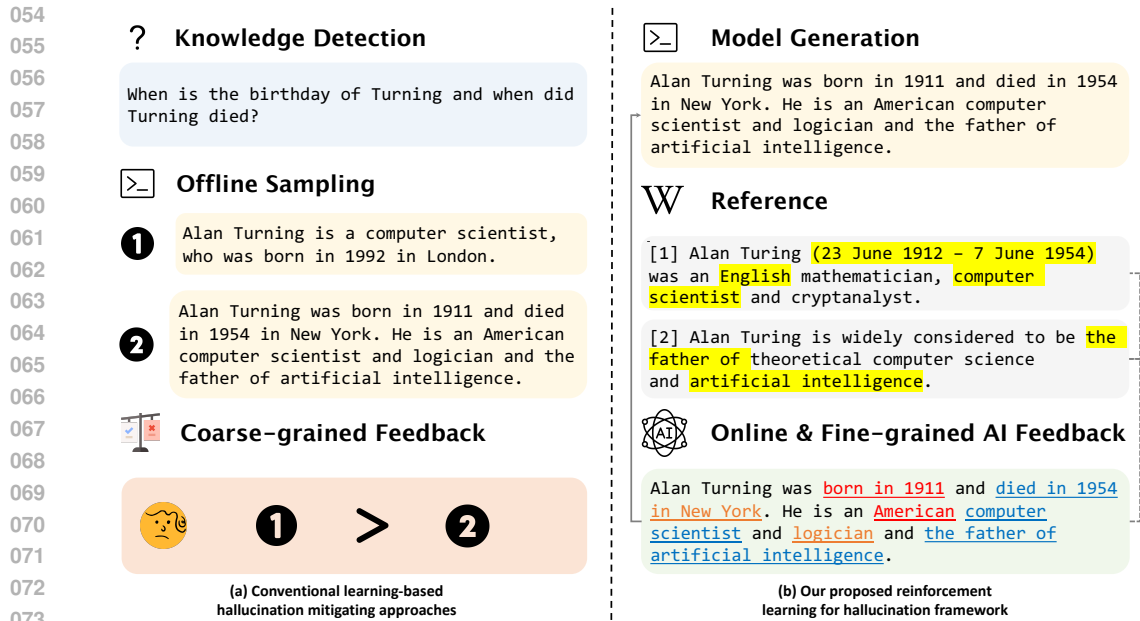 054
055
056
057
058
059
060
061
062
063
064
065
066
067
068
069
070
071
072
073
? Knowledge Detection
When is the birthday of Turning and when did
Turning died?
>_ Offline Sampling
1
Alan Turning is a computer scientist,
who was born in 1992 in London.
2
Alan Turning was born in 1911 and died
in 1954 in New York. He is an American
computer scientist and logician and the
father of artificial intelligence.
Coarse-grained Feedback
1 > 2
(a) Conventional learning-based
hallucination mitigating approaches
>_ Model Generation
Alan Turning was born in 1911 and died in 1954
in New York. He is an American computer
scientist and logician and the father of
artificial intelligence.
W Reference
[1] Alan Turing (23 June 1912 – 7 June 1954)
was an English mathematician, computer
scientist and cryptanalyst.
[2] Alan Turing is widely considered to be the
father of theoretical computer science
and artificial intelligence.
AI Online & Fine-grained AI Feedback
Alan Turning was born in 1911 and died in 1954
in New York. He is an American computer
scientist and logician and the father of
artificial intelligence.
(b) Our proposed reinforcement
learning for hallucination framework